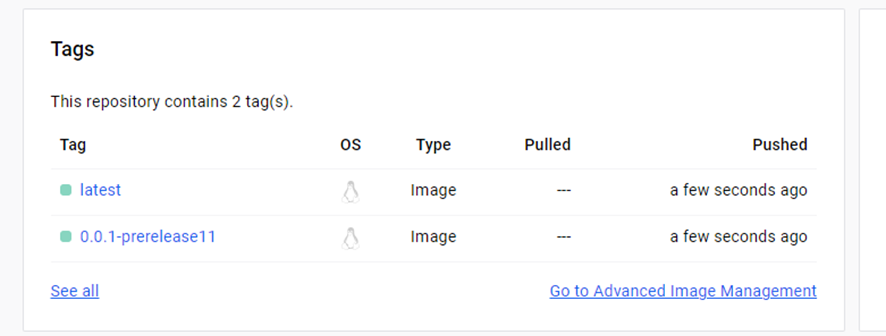 Tags
This repository contains 2 tag(s).
Tag OS Type Pulled Pushed
latest Image --- a few seconds ago
0.0.1-prerelease11 Image --- a few seconds ago
See all Go to Advanced Image Management